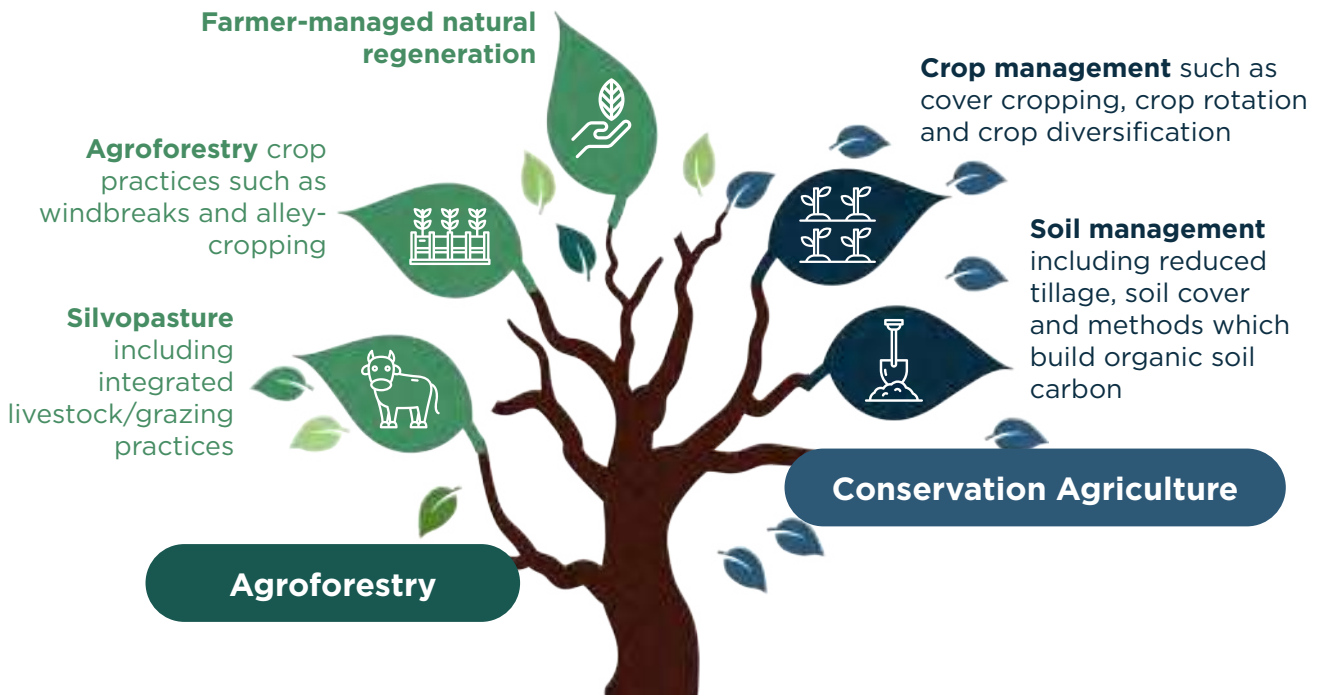 Farmer-managed natural
regeneration
Agroforestry crop
practices such as
windbreaks and alley-
cropping
Silvopasture
including
integrated
livestock/grazing
practices
Agroforestry
Crop management such as
cover cropping, crop rotation
and crop diversification
Soil management
including reduced
tillage, soil cover
and methods which
build organic soil
carbon
Conservation Agriculture